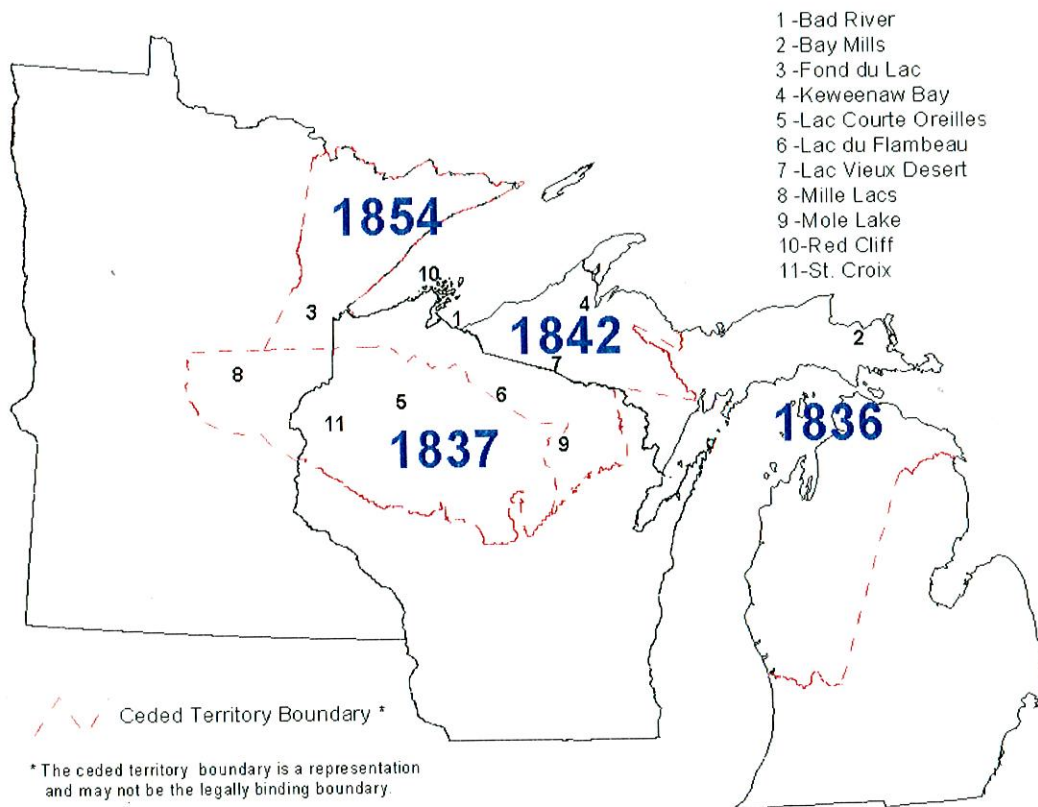 1 -Bad River
2 -Bay Mills
3 -Fond du Lac
4 -Keweenaw Bay
5 -Lac Courte Oreilles
6 -Lac du Flambeau
7 -Lac Vieux Desert
8 -Mille Lacs
9 -Mole Lake
10-Red Cliff
11-St. Croix
1854
10
3
1
4
1842
2
7
8
6
5
11
1837
9
1836
Ceded Territory Boundary *
* The ceded territory boundary is a representation
and may not be the legally binding boundary.